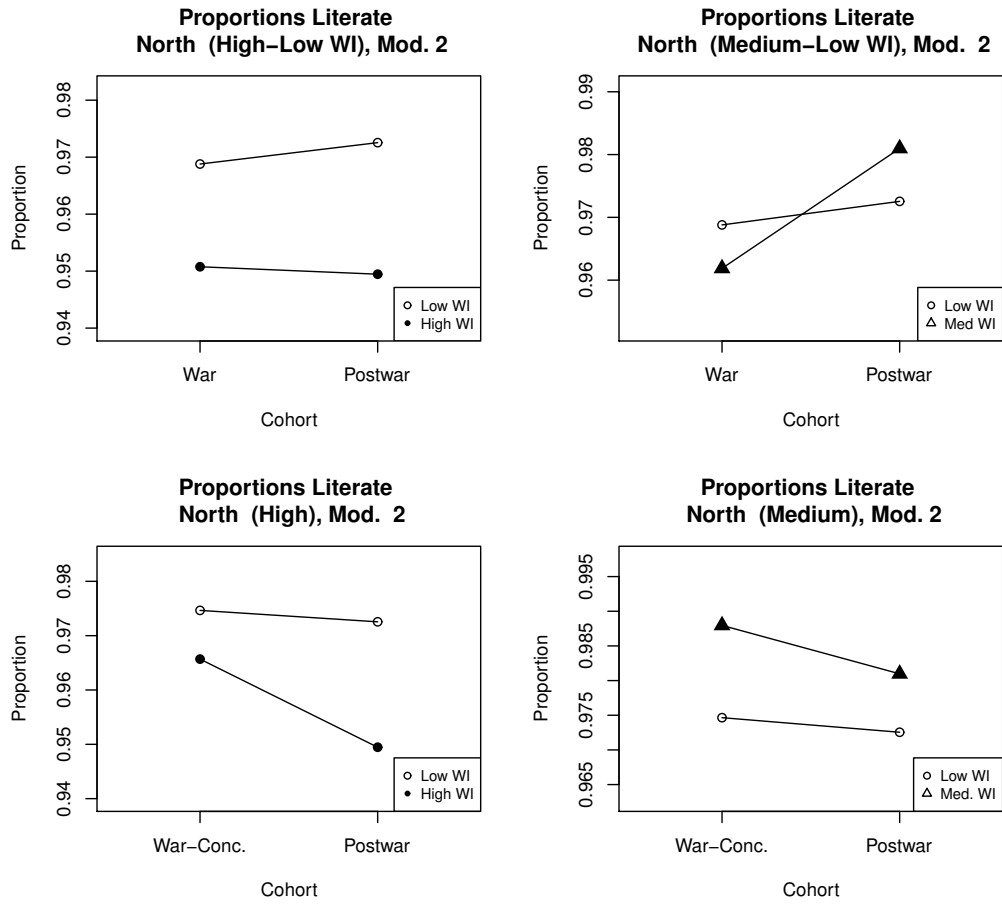 Proportions Literate
North (High−Low WI), Mod. 2
0.98
0.97
0.96
0.95
0.94
Proportion
Low WI
High WI
War Postwar
Cohort
Proportions Literate
North (Medium−Low WI), Mod. 2
0.99
0.98
0.97
0.96
Proportion
Low WI
Med WI
War Postwar
Cohort
Proportions Literate
North (High), Mod. 2
0.98
0.97
0.96
0.95
0.94
Proportion
Low WI
High WI
War−Conc. Postwar
Cohort
Proportions Literate
North (Medium), Mod. 2
0.995
0.985
0.975
0.965
Proportion
Low WI
Med. WI
War−Conc. Postwar
Cohort